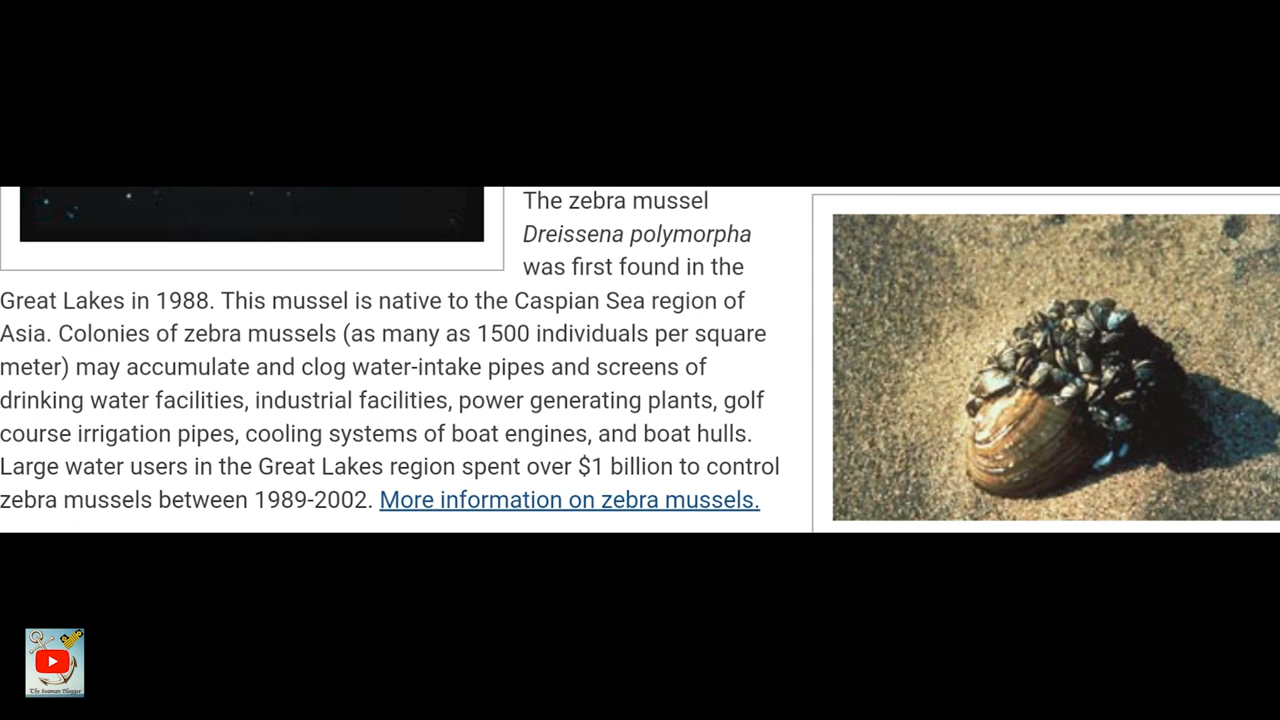 The zebra mussel
Dreissena polymorpha
was first found in the
Great Lakes in 1988. This mussel is native to the Caspian Sea region of
Asia. Colonies of zebra mussels (as many as 1500 individuals per square
meter) may accumulate and clog water-intake pipes and screens of
drinking water facilities, industrial facilities, power generating plants, golf
course irrigation pipes, cooling systems of boat engines, and boat hulls.
Large water users in the Great Lakes region spent over $1 billion to control
zebra mussels between 1989-2002. More information on zebra mussels.
The Seaman Vlogger